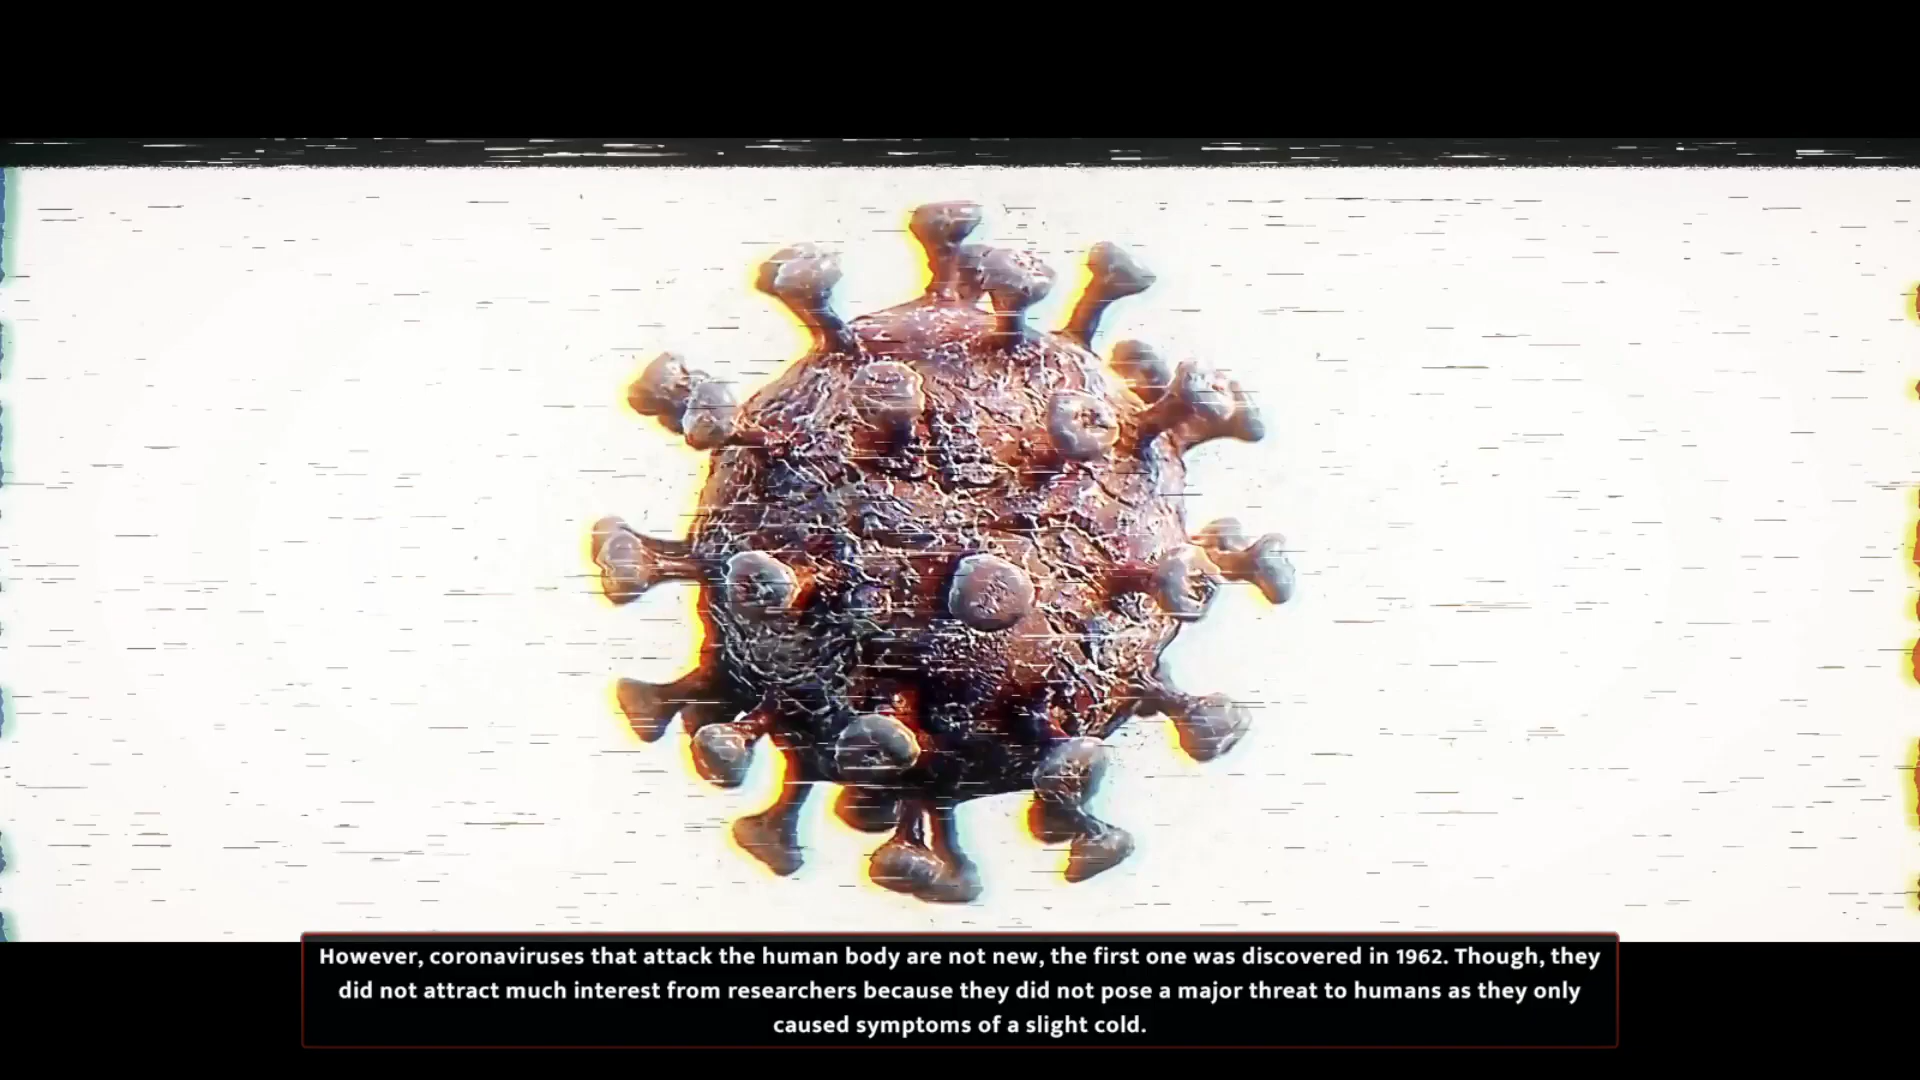 However, coronaviruses that attack the human body are not new, the first one was discovered in 1962. Though, they
did not attract much interest from researchers because they did not pose a major threat to humans as they only
caused symptoms of a slight cold.